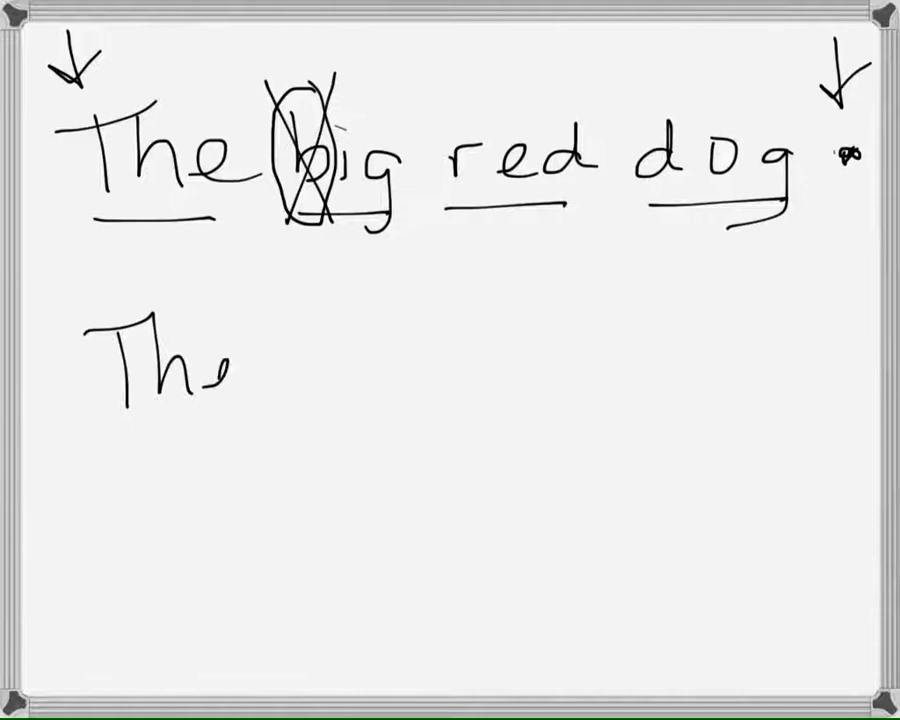 The big red dog .
The